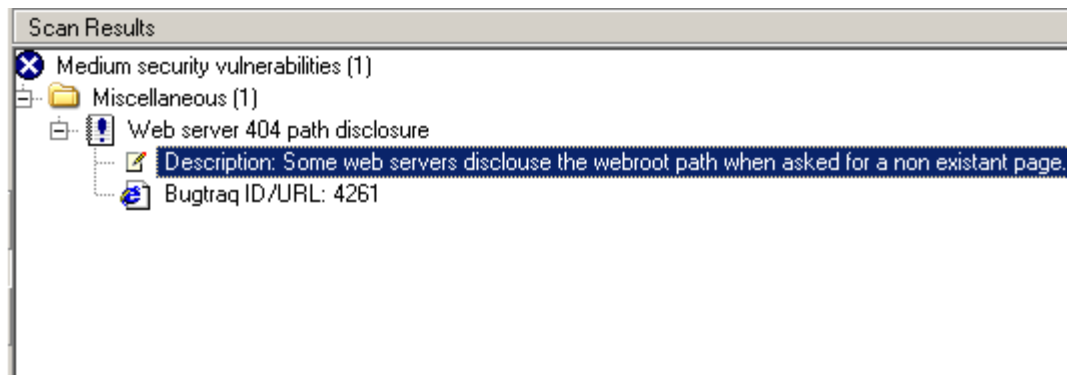 Scan Results
Medium security vulnerabilities (1)
Miscellaneous (1)
Web server 404 path disclosure
Description: Some web servers disclouse the webroot path when asked for a non existant page.
Bugtraq ID/URL: 4261